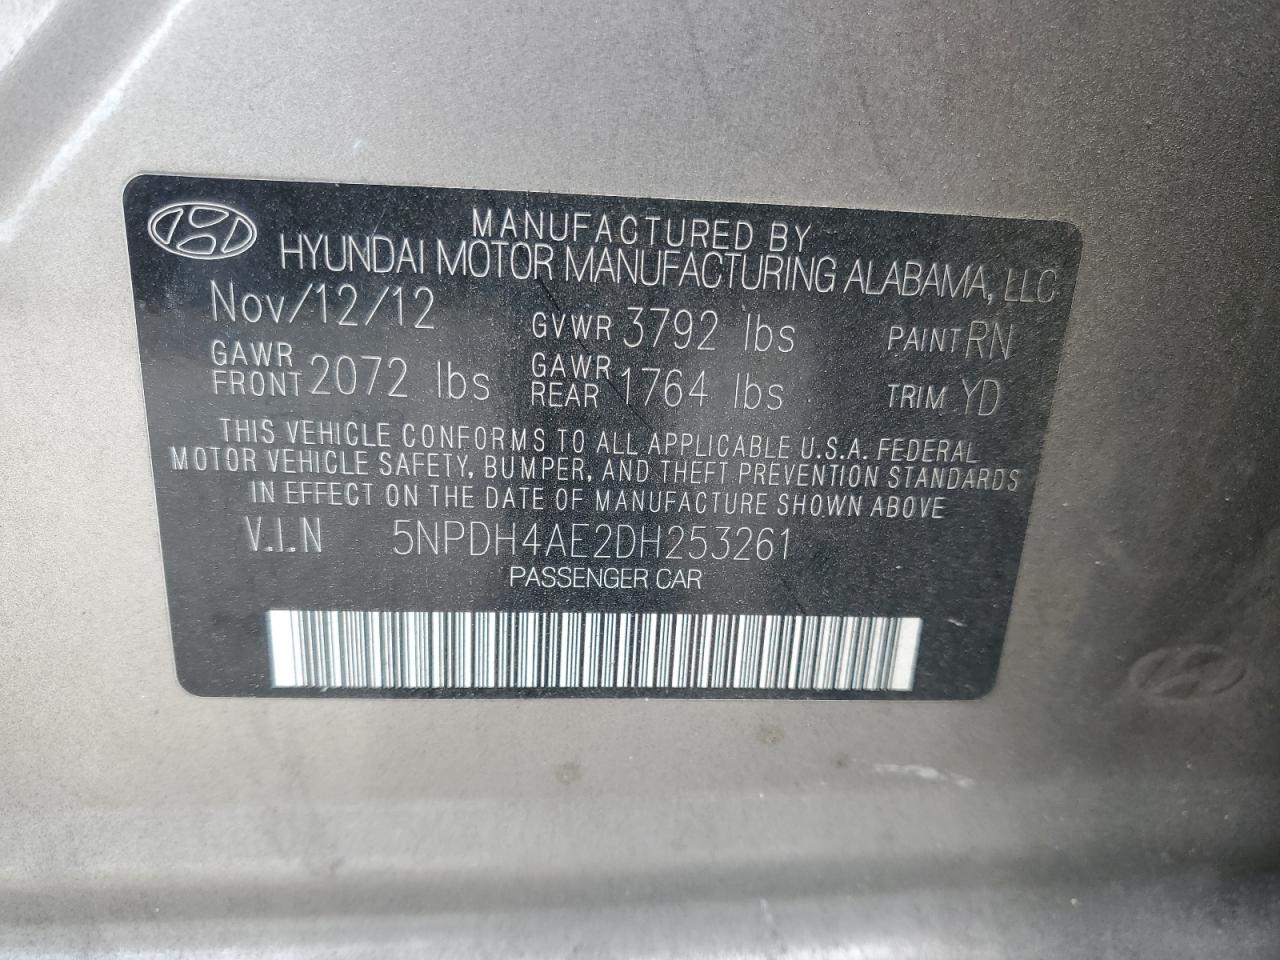 MANUFACTURED BY
HYUNDAI MOTOR MANUFACTURING ALABAMA, LLC
Nov/12/12 GVWR 3792 lbs PAINT RN
GAWR FRONT 2072 lbs GAWR REAR 1764 lbs TRIM YD
THIS VEHICLE CONFORMS TO ALL APPLICABLE U.S.A. FEDERAL
MOTOR VEHICLE SAFETY, BUMPER, AND THEFT PREVENTION STANDARDS
IN EFFECT ON THE DATE OF MANUFACTURE SHOWN ABOVE
V.I.N 5NPDH4AE2DH253261
PASSENGER CAR